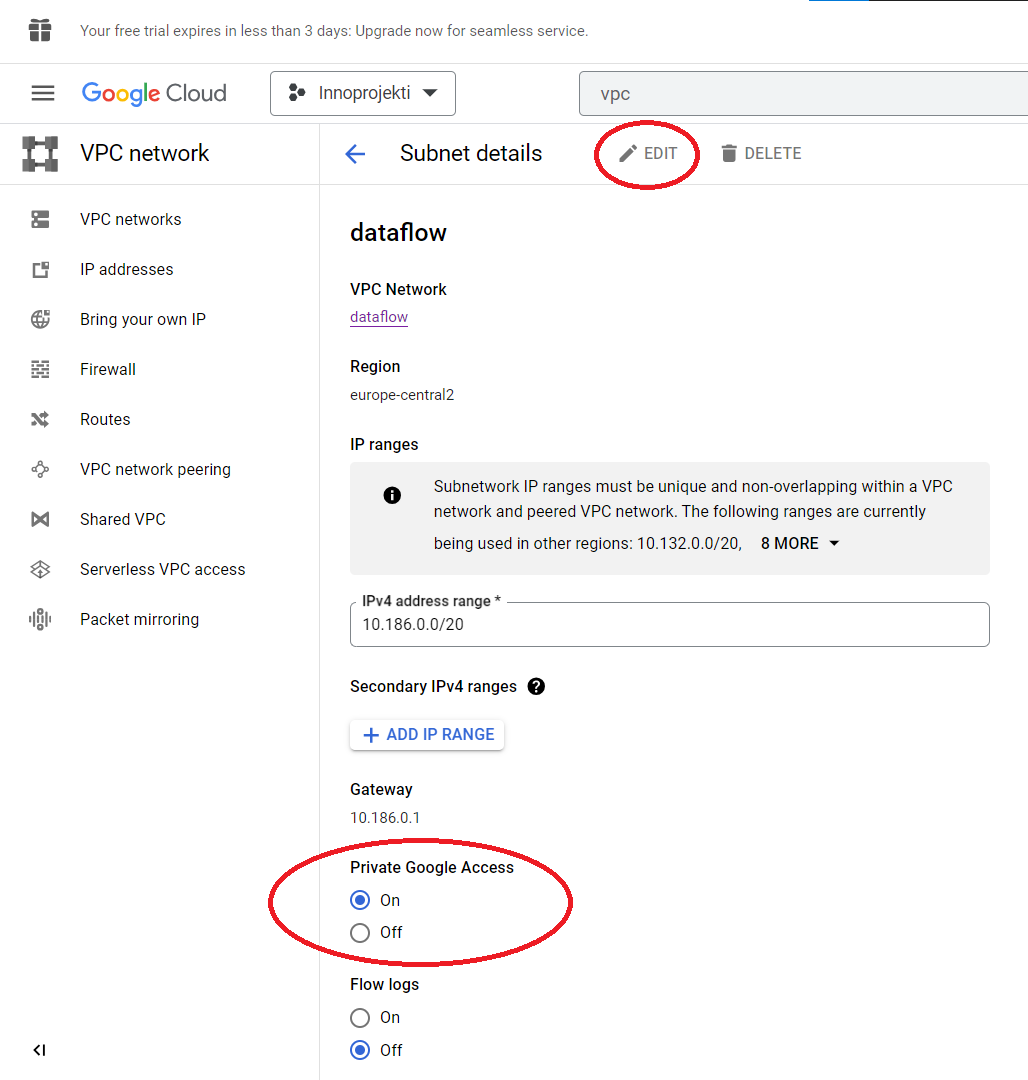 Your free trial expires in less than 3 days: Upgrade now for seamless service.
Google Cloud
Innoprojekti
vpc
VPC network
Subnet details
EDIT
DELETE
VPC networks
IP addresses
Bring your own IP
Firewall
Routes
VPC network peering
Shared VPC
Serverless VPC access
Packet mirroring
dataflow
VPC Network
dataflow
Region
europe-central2
IP ranges
Subnetwork IP ranges must be unique and non-overlapping within a VPC
network and peered VPC network. The following ranges are currently
being used in other regions: 10.132.0.0/20, 8 MORE
IPv4 address range *
10.186.0.0/20
Secondary IPv4 ranges
ADD IP RANGE
Gateway
10.186.0.1
Private Google Access
On
Off
Flow logs
On
Off